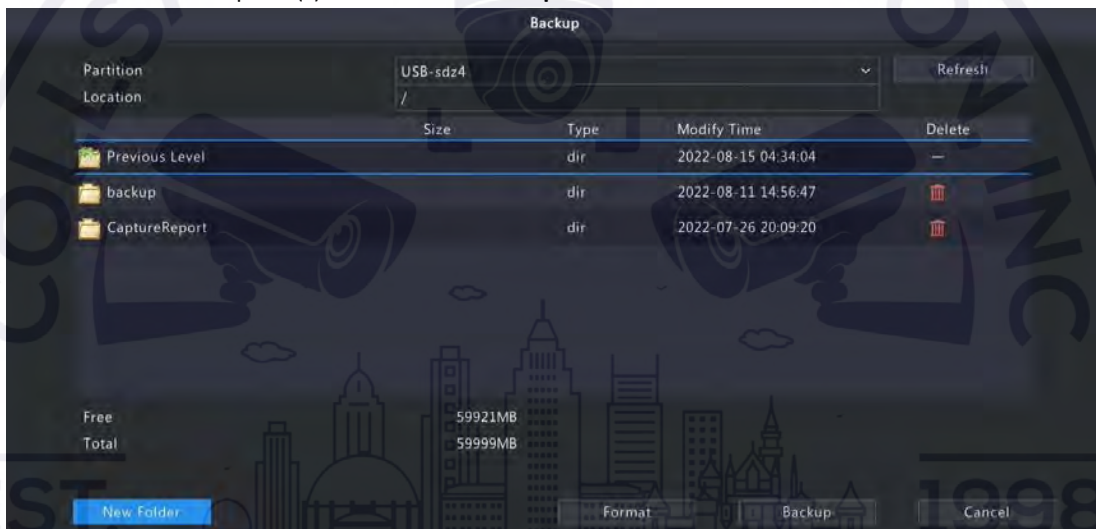 Backup
Partition USB-sdz4 Refresh
Location /
Size Type Modify Time Delete
Previous Level dir 2022-08-15 04:34:04 —
backup dir 2022-08-11 14:56:47
CaptureReport dir 2022-07-26 20:09:20
Free 59921MB
Total 59999MB
New Folder Format Backup Cancel
1998